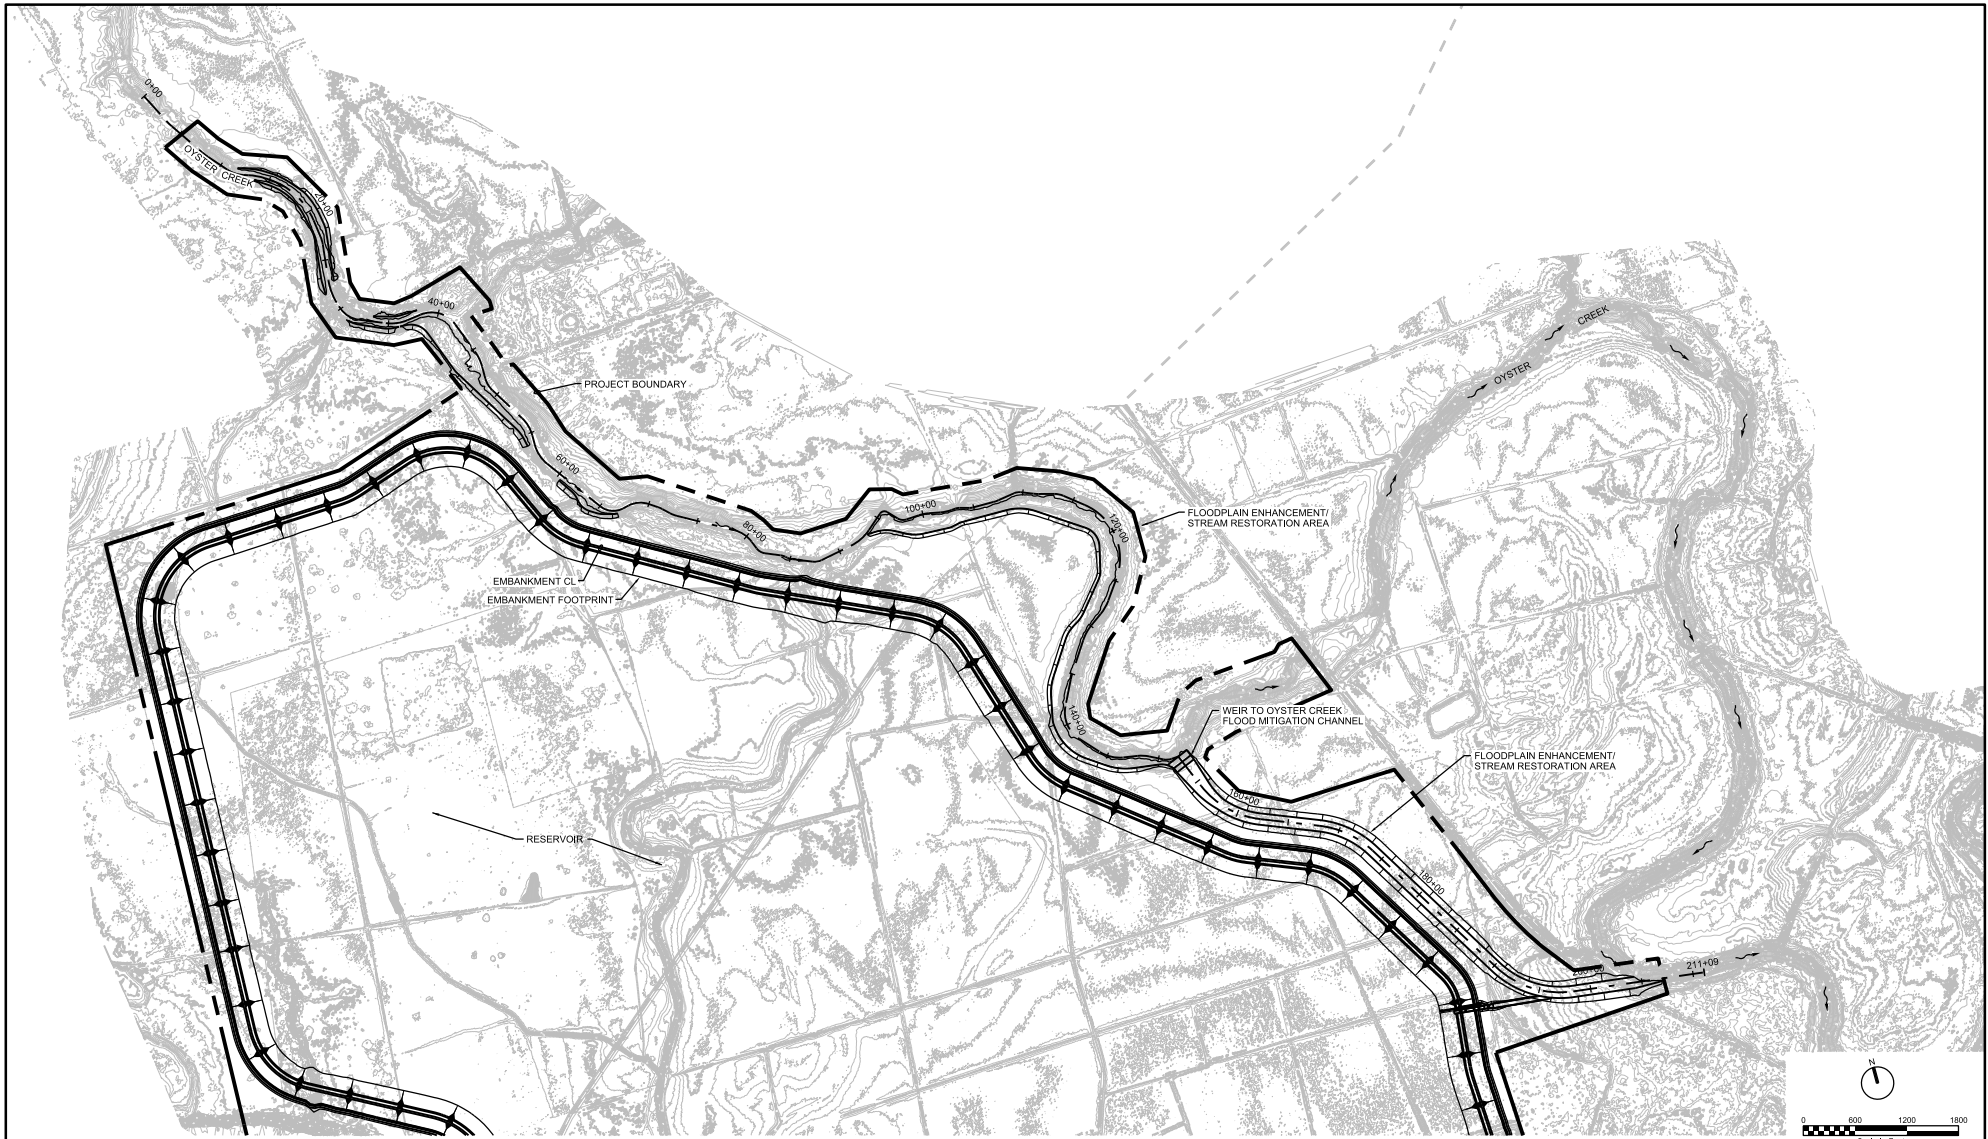 0+00
OYSTER CREEK
20+00
40+00
PROJECT BOUNDARY
60+00
80+00
100+00
120+00
FLOODPLAIN ENHANCEMENT/
STREAM RESTORATION AREA
OYSTER CREEK
EMBANKMENT CL
EMBANKMENT FOOTPRINT
140+00
WEIR TO OYSTER CREEK
FLOOD MITIGATION CHANNEL
FLOODPLAIN ENHANCEMENT/
STREAM RESTORATION AREA
160+00
RESERVOIR
180+00
200+00
211+09
N
0 600 1200 1800